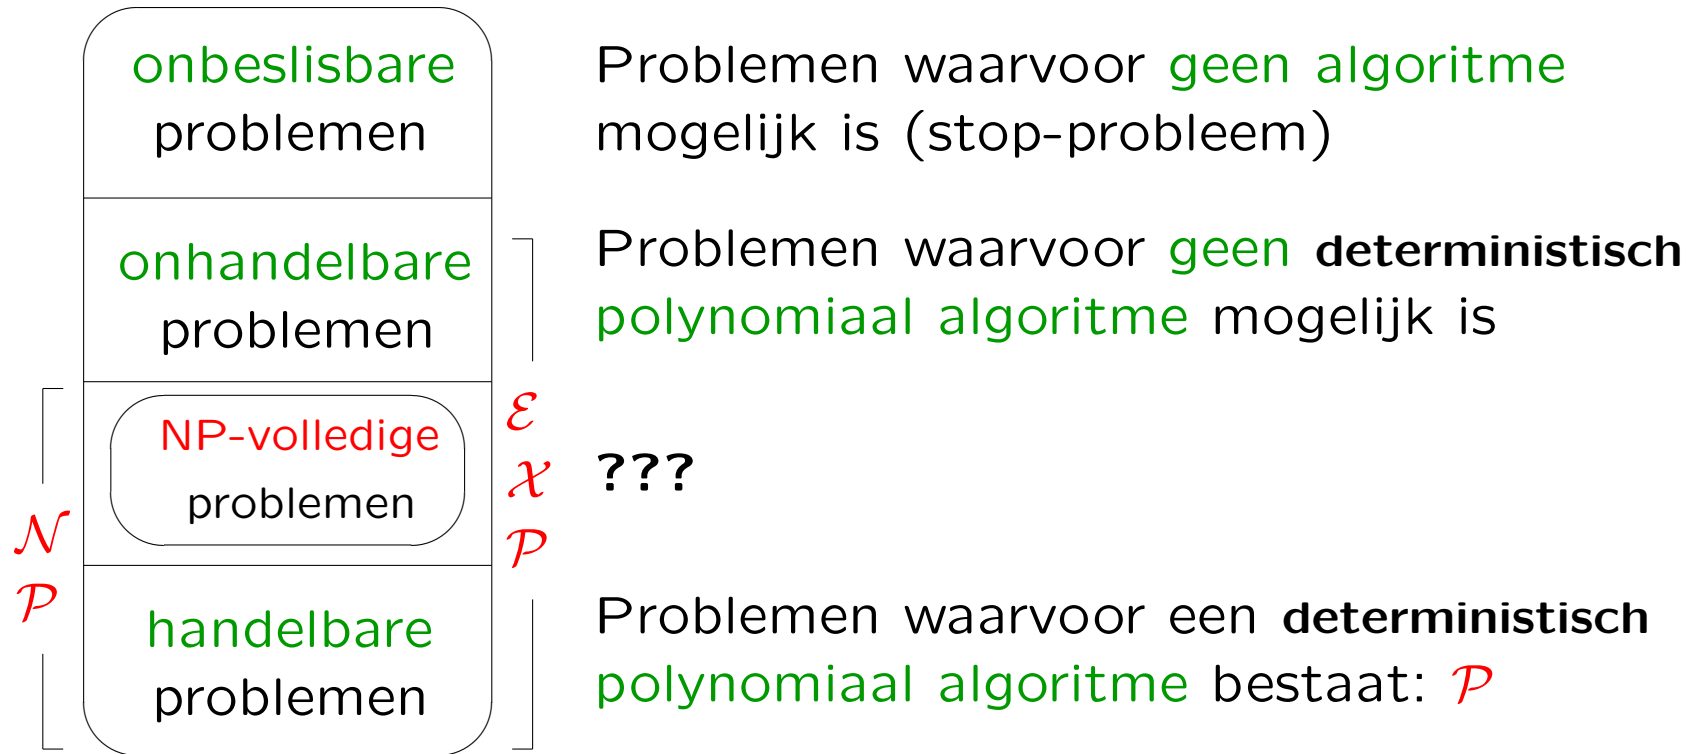 onbeslisbare
problemen
Problemen waarvoor geen algoritme
mogelijk is (stop-probleem)
onhandelbare
problemen
Problemen waarvoor geen deterministisch
polynomiaal algoritme mogelijk is
NP-volledige
problemen
N
P
E
X
P
???
handelbare
problemen
Problemen waarvoor een deterministisch
polynomiaal algoritme bestaat: P